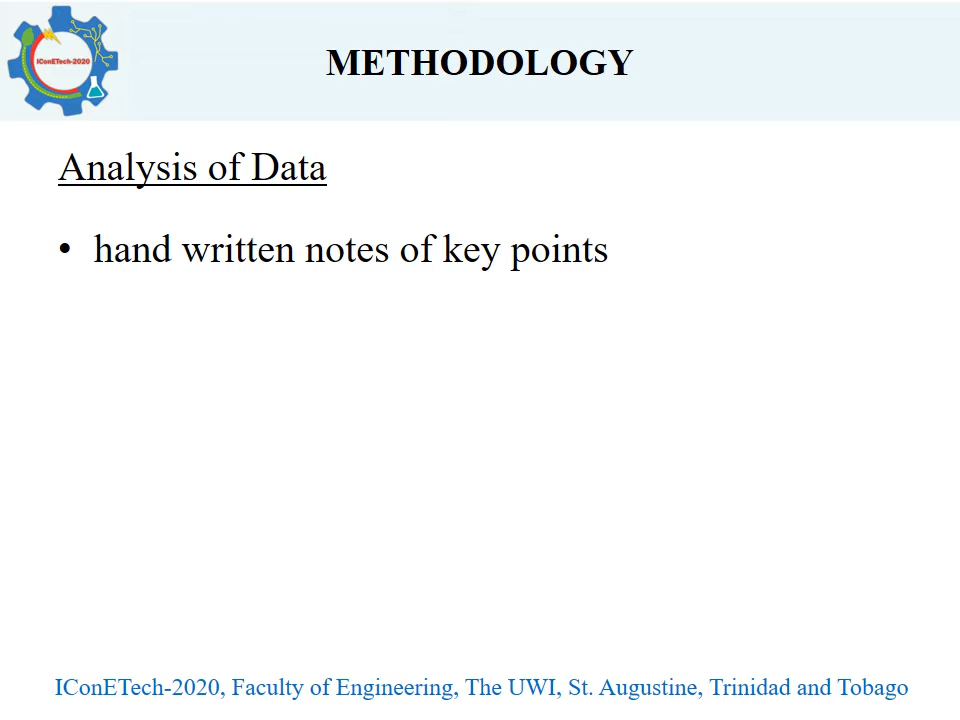 IConETech-2020
METHODOLOGY
Analysis of Data
• hand written notes of key points
IConETech-2020, Faculty of Engineering, The UWI, St. Augustine, Trinidad and Tobago